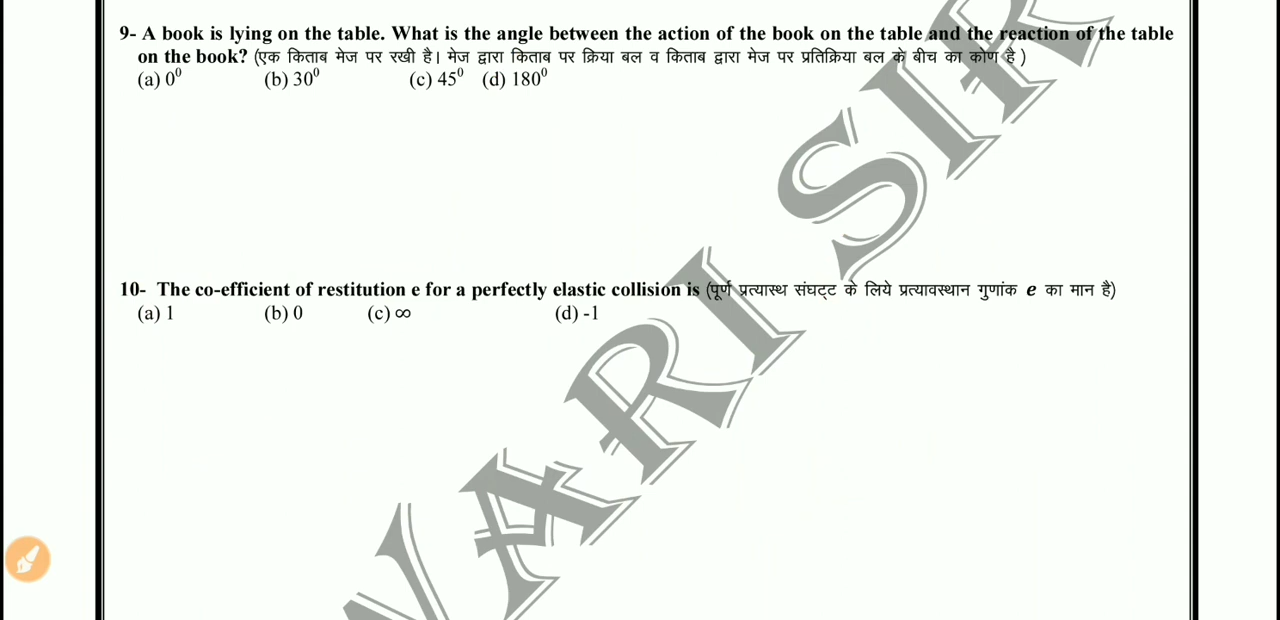 9- A book is lying on the table. What is the angle between the action of the book on the table and the reaction of the table
on the book? (एक किताब मेज पर रखी है। मेज द्वारा किताब पर क्रिया बल व किताब द्वारा मेज पर प्रतिक्रिया बल के बीच का कोण है )
(a) 0⁰ (b) 30⁰ (c) 45⁰ (d) 180⁰
10- The co-efficient of restitution e for a perfectly elastic collision is (पूर्ण प्रत्यास्थ संघट्ट के लिये प्रत्यावस्थान गुणांक e का मान है)
(a) 1 (b) 0 (c) ∞ (d) -1
VARI SIR